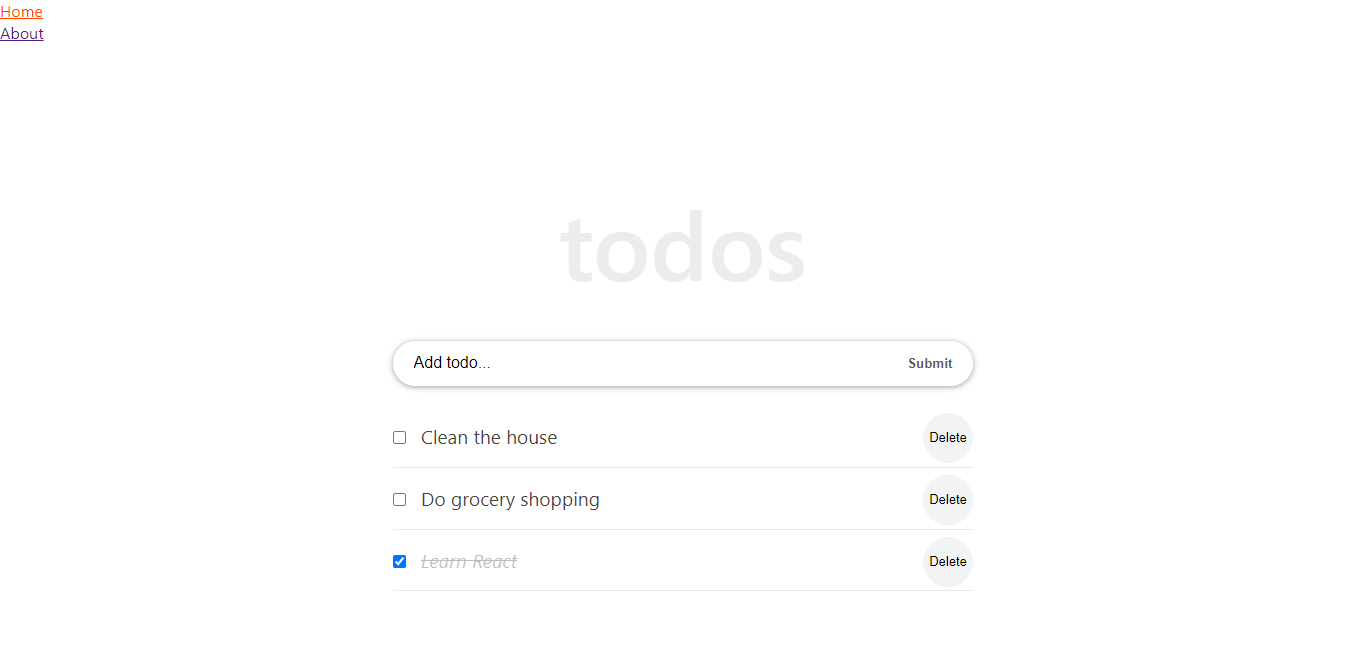 Home
About
todos
Add todo... Submit
Clean the house Delete
Do grocery shopping Delete
Learn React Delete